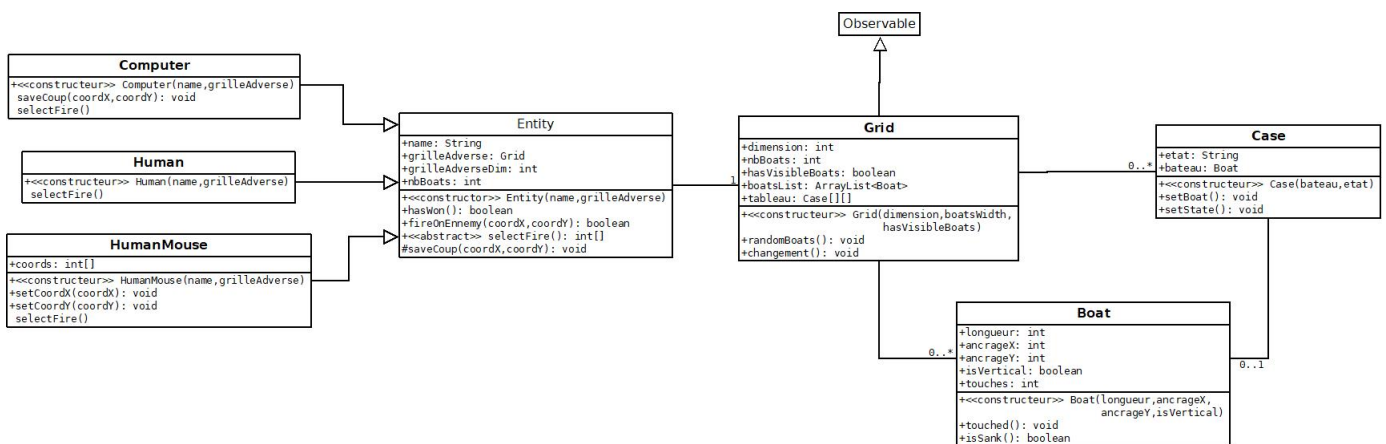 Observable
Computer
+<<constructeur>> Computer(name,grilleAdverse)
saveCoup(coordX,coordY): void
selectFire()
Human
+<<constructeur>> Human(name,grilleAdverse)
selectFire()
HumanMouse
+coords: int[]
+<<constructeur>> HumanMouse(name,grilleAdverse)
+setCoordX(coordX): void
+setCoordY(coordY): void
selectFire()
Entity
+name: String
+grilleAdverse: Grid
+grilleAdverseDim: int
+nbBoats: int
+<<constructor>> Entity(name,grilleAdverse)
+hasWon(): boolean
+fireOnEnnemy(coordX,coordY): boolean
+<<abstract>> selectFire(): int[]
#saveCoup(coordX,coordY): void
1
Grid
+dimension: int
+nbBoats: int
+hasVisibleBoats: boolean
+boatsList: ArrayList<Boat>
+tableau: Case[][]
+<<constructeur>> Grid(dimension,boatsWidth,
hasVisibleBoats)
+randomBoats(): void
+changement(): void
0..*
Case
+etat: String
+bateau: Boat
+<<constructeur>> Case(bateau,etat)
+setBoat(): void
+setState(): void
0..*
Boat
+longueur: int
+ancrageX: int
+ancrageY: int
+isVertical: boolean
+touches: int
+<<constructeur>> Boat(longueur,ancrageX,
ancrageY,isVertical)
+touched(): void
+isSank(): boolean
0..1